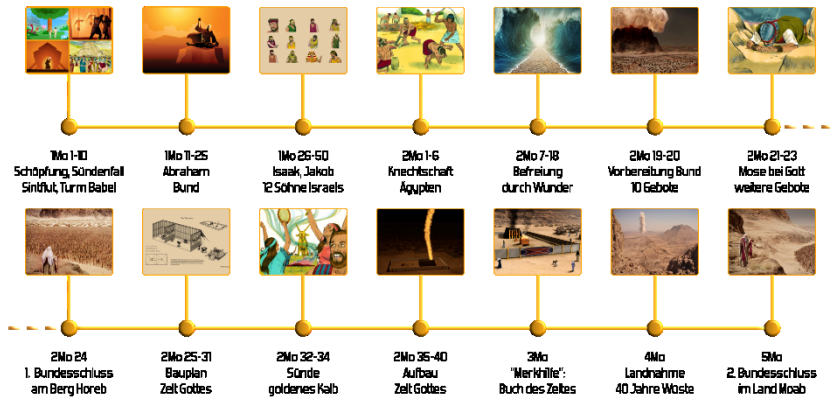 1Mo 1-10
Schöpfung, Sündenfall
Sintflut, Turm Babel
1Mo 11-25
Abraham
Bund
1Mo 26-50
Isaak, Jakob
12 Söhne Israels
2Mo 1-6
Knechtschaft
Ägypten
2Mo 7-18
Befreiung
durch Wunder
2Mo 19-20
Vorbereitung Bund
10 Gebote
2Mo 21-23
Mose bei Gott
weitere Gebote
2Mo 24
1. Bundesschluss
am Berg Horeb
2Mo 25-31
Bauplan
Zelt Gottes
2Mo 32-34
Sünde
goldenes Kalb
2Mo 35-40
Aufbau
Zelt Gottes
3Mo
"Merkhilfe":
Buch des Zeltes
4Mo
Landnahme
40 Jahre Wüste
5Mo
2. Bundesschluss
im Land Moab